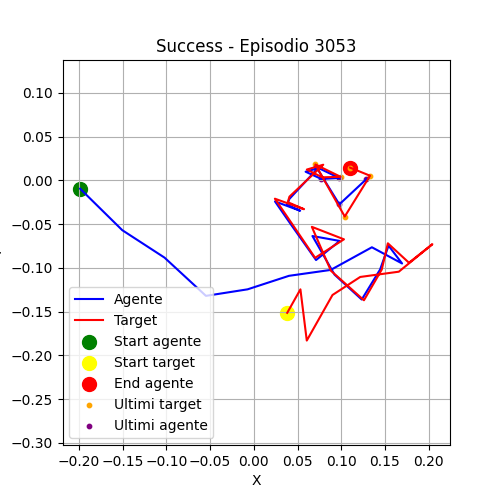 Success - Episodio 3053
0.10
0.05
0.00
−0.05
−0.10
−0.15
−0.20
−0.25
−0.30
Agente
Target
Start agente
Start target
End agente
Ultimi target
Ultimi agente
−0.20 −0.15 −0.10 −0.05 0.00 0.05 0.10 0.15 0.20
X